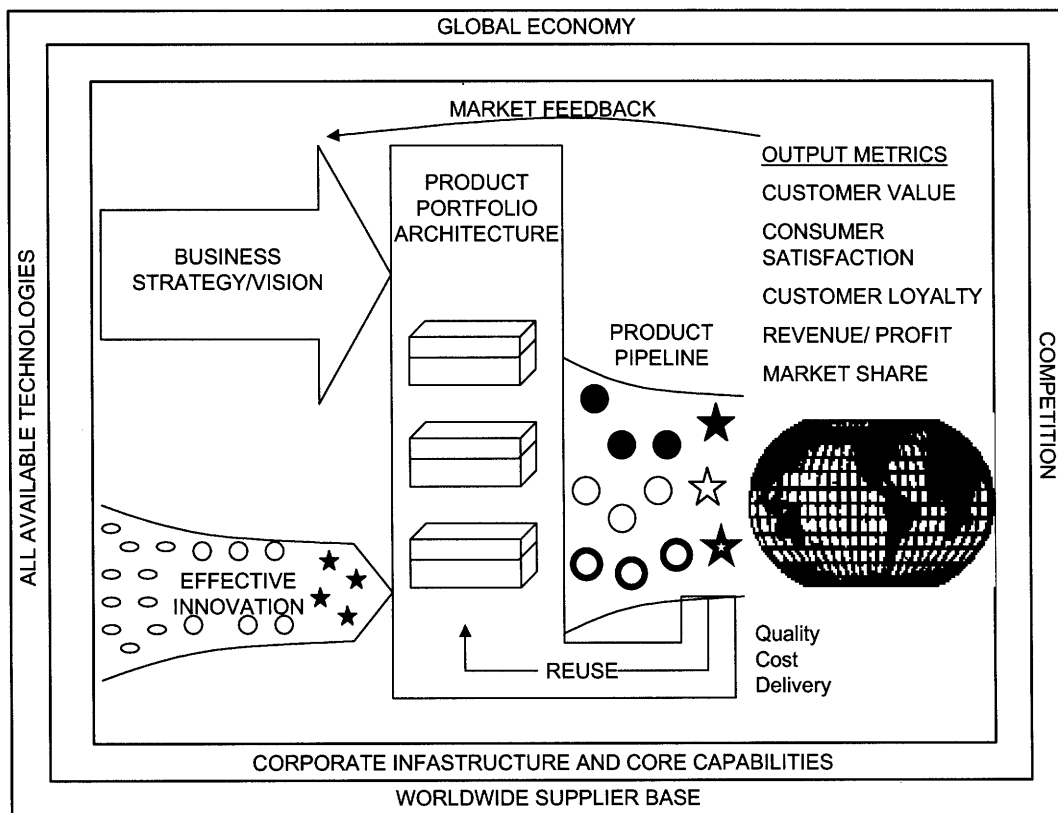 GLOBAL ECONOMY
MARKET FEEDBACK
OUTPUT METRICS
CUSTOMER VALUE
CONSUMER
SATISFACTION
CUSTOMER LOYALTY
REVENUE/ PROFIT
MARKET SHARE
PRODUCT
PORTFOLIO
ARCHITECTURE
BUSINESS
STRATEGY/VISION
PRODUCT
PIPELINE
ALL AVAILABLE TECHNOLOGIES
COMPETITION
EFFECTIVE
INNOVATION
REUSE
Quality
Cost
Delivery
CORPORATE INFASTRUCTURE AND CORE CAPABILITIES
WORLDWIDE SUPPLIER BASE